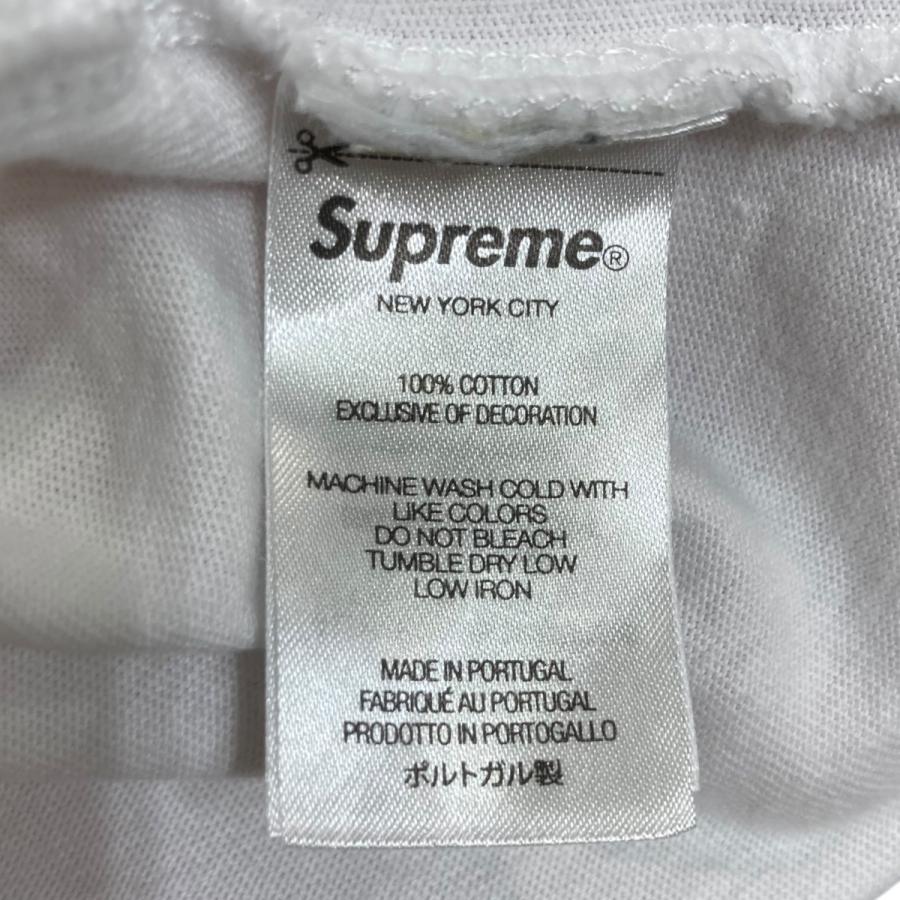 Supreme®
NEW YORK CITY
100% COTTON
EXCLUSIVE OF DECORATION
MACHINE WASH COLD WITH
LIKE COLORS
DO NOT BLEACH
TUMBLE DRY LOW
LOW IRON
MADE IN PORTUGAL
FABRIQUÉ AU PORTUGAL
PRODOTTO IN PORTOGALLO
ポルトガル製